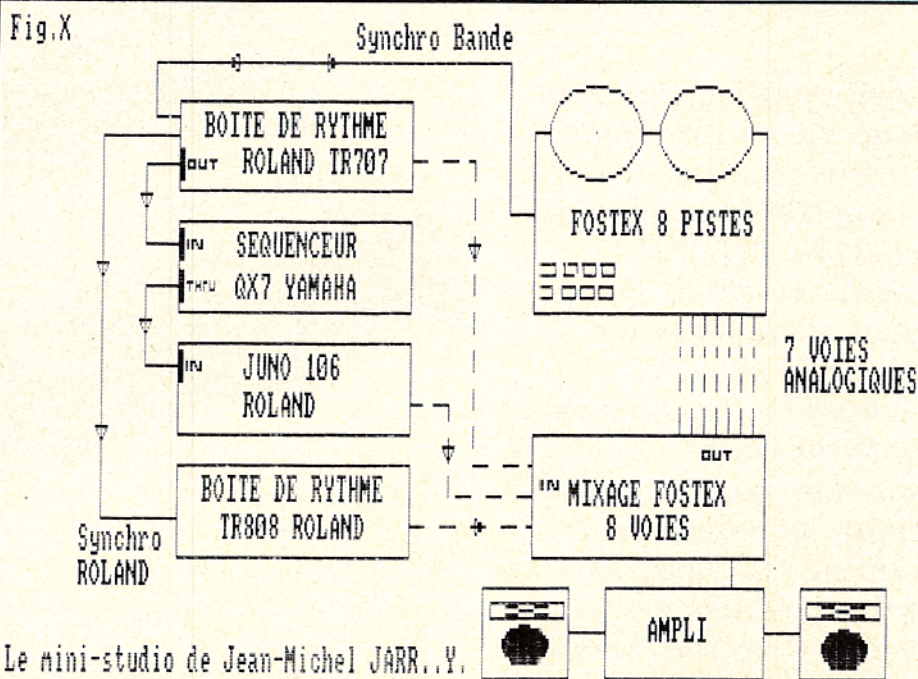 Fig.X
Synchro Bande
BOITE DE RYTHME
OUT ROLAND TR707
IN SEQUENCEUR
THRU QX7 YAMAHA
IN JUNO 106
ROLAND
BOITE DE RYTHME
TR808 ROLAND
Synchro
ROLAND
FOSTEX 8 PISTES
7 VOIES
ANALOGIQUES
OUT
IN MIXAGE FOSTEX
8 VOIES
AMPLI
Le mini-studio de Jean-Michel JARR..Y.